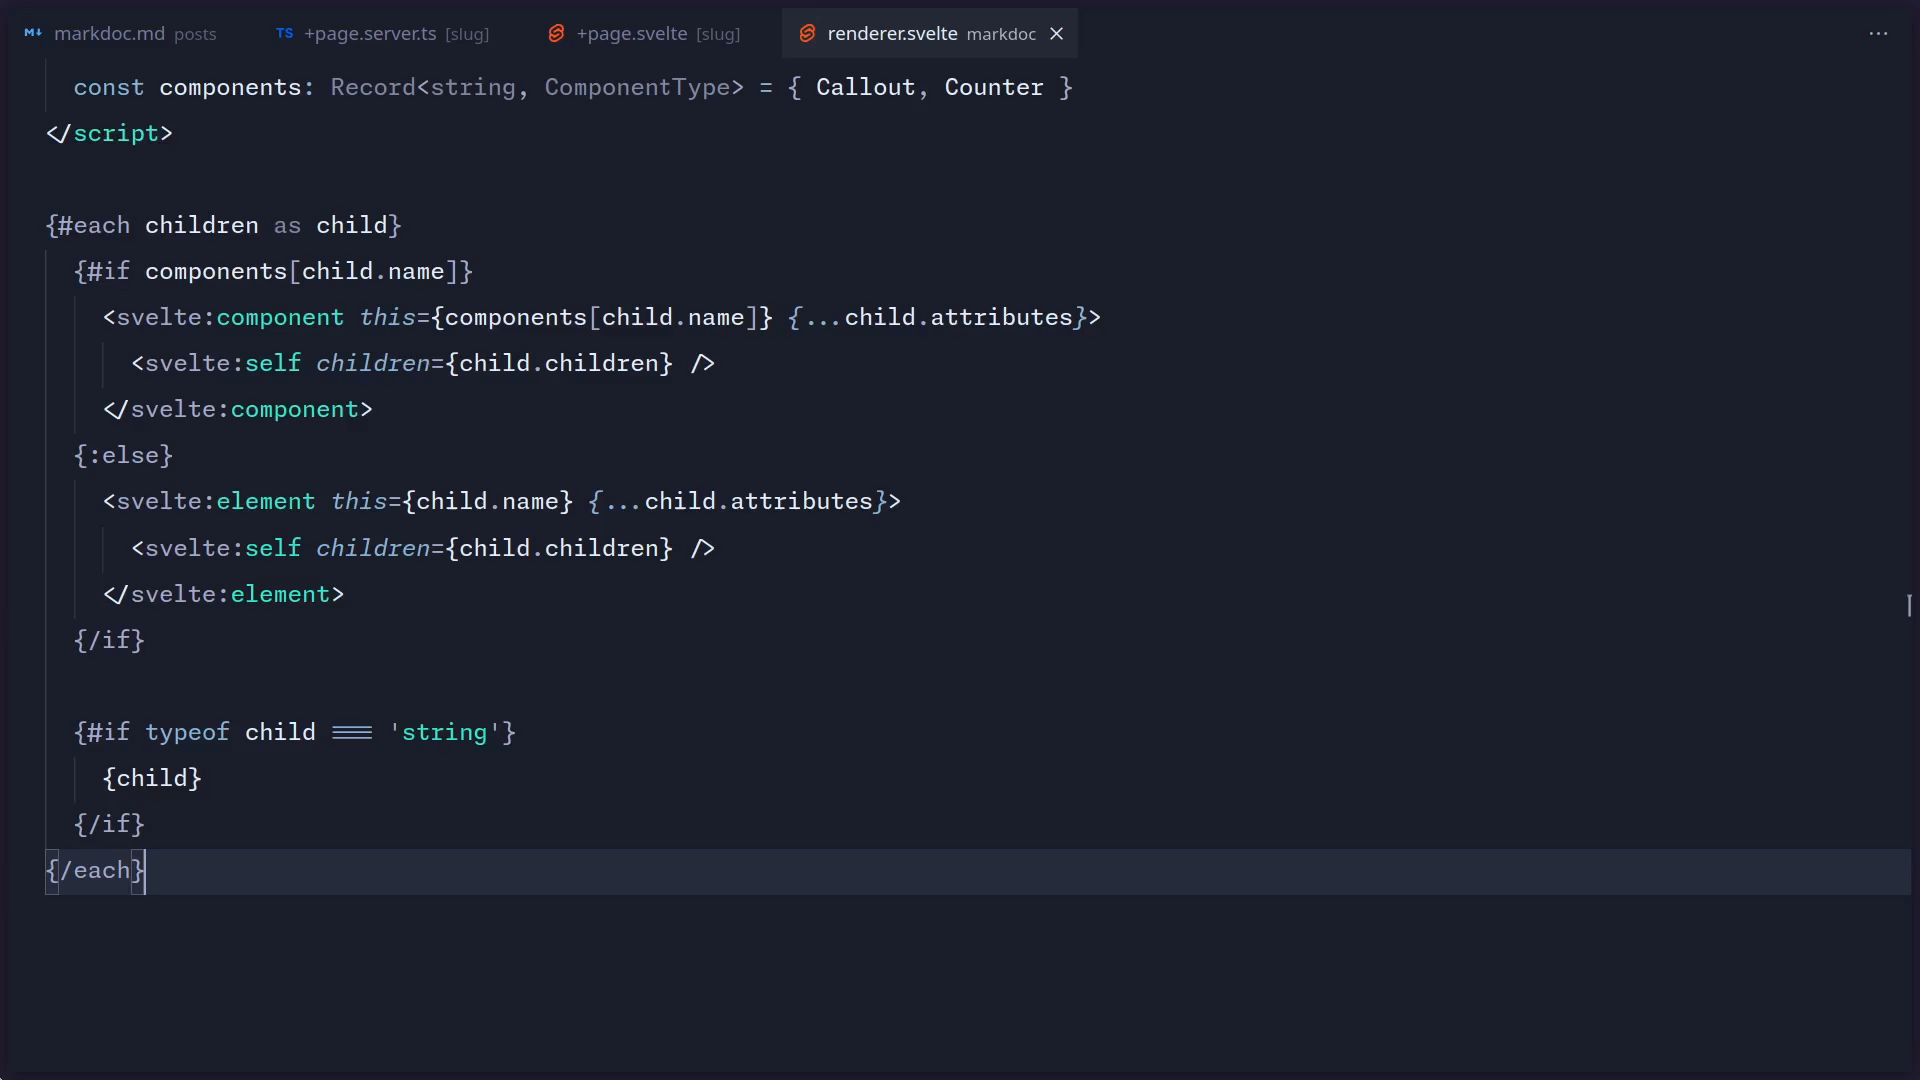 markdoc.md posts TS +page.server.ts [slug] +page.svelte [slug] renderer.svelte markdoc
const components: Record<string, ComponentType> = { Callout, Counter }
</script>
{#each children as child}
{#if components[child.name]}
<svelte:component this={components[child.name]} {...child.attributes}>
<svelte:self children={child.children} />
</svelte:component>
{:else}
<svelte:element this={child.name} {...child.attributes}>
<svelte:self children={child.children} />
</svelte:element>
{/if}
{#if typeof child === 'string'}
{child}
{/if}
{/each}